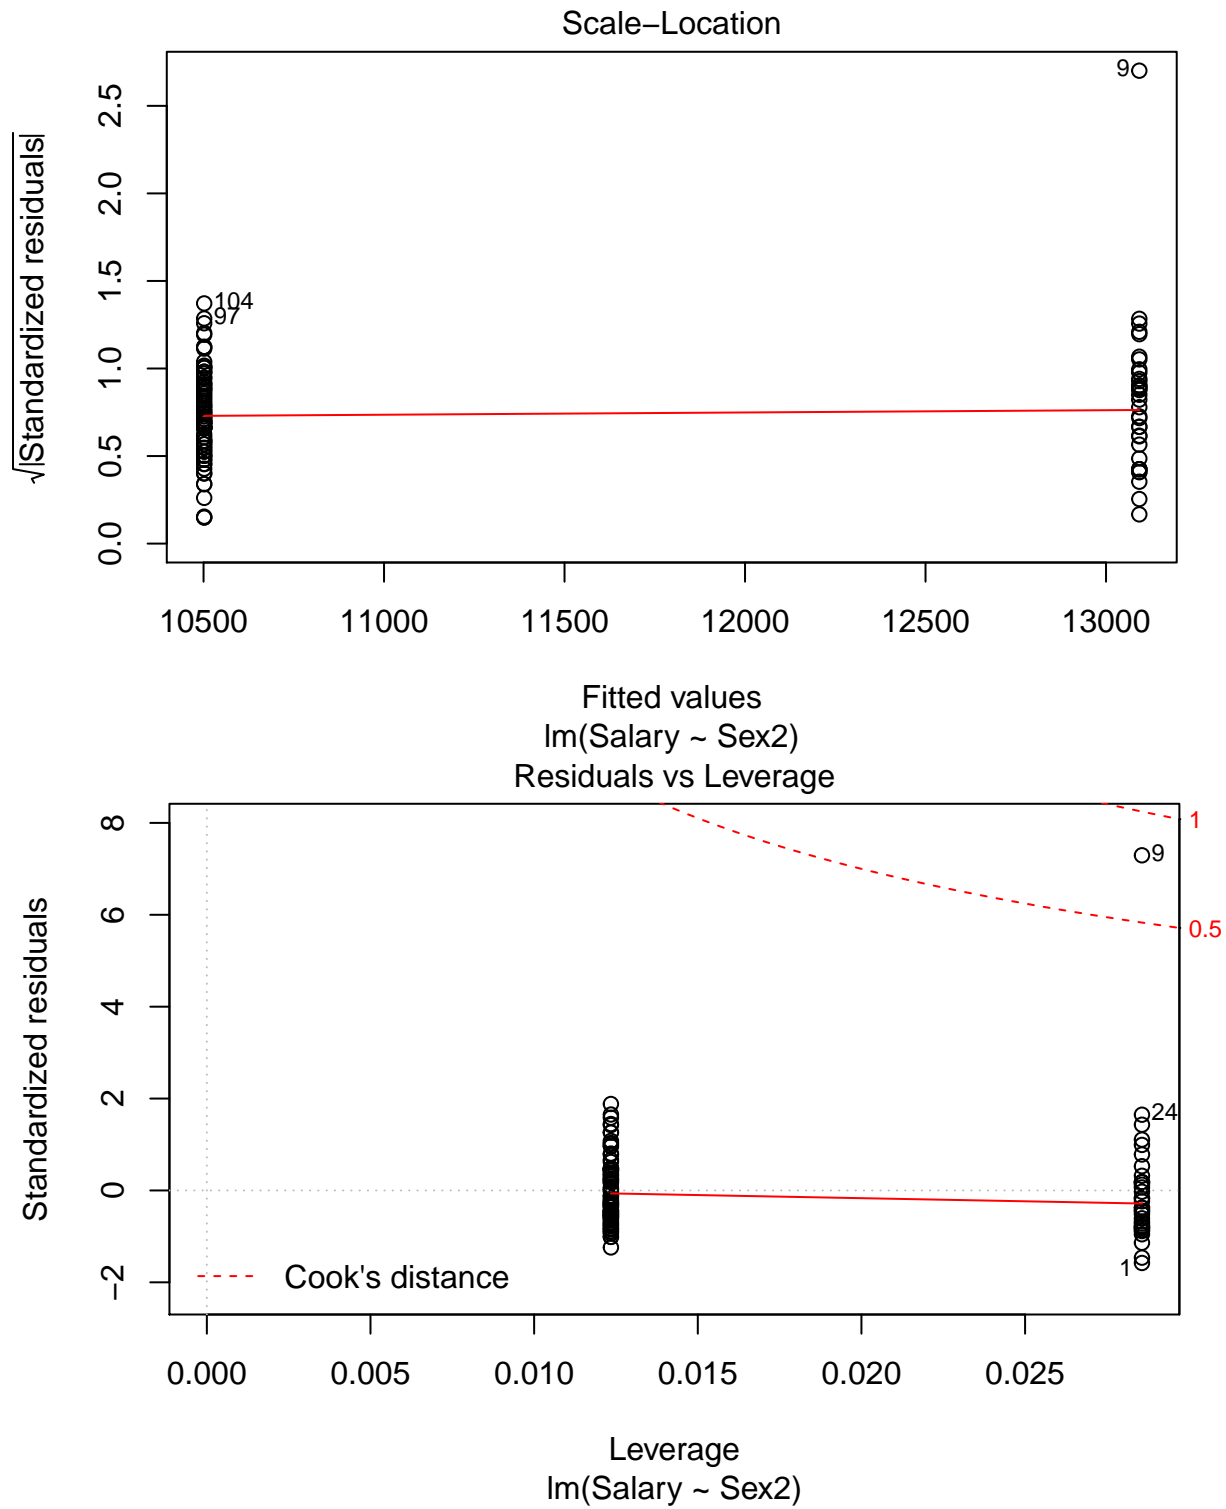 Scale−Location
√|Standardized residuals|
2.5
2.0
1.5
1.0
0.5
0.0
9
104
97
10500 11000 11500 12000 12500 13000
Fitted values
lm(Salary ~ Sex2)
Residuals vs Leverage
Standardized residuals
8
6
4
2
0
−2
1
9
0.5
24
1
Cook's distance
0.000 0.005 0.010 0.015 0.020 0.025
Leverage
lm(Salary ~ Sex2)